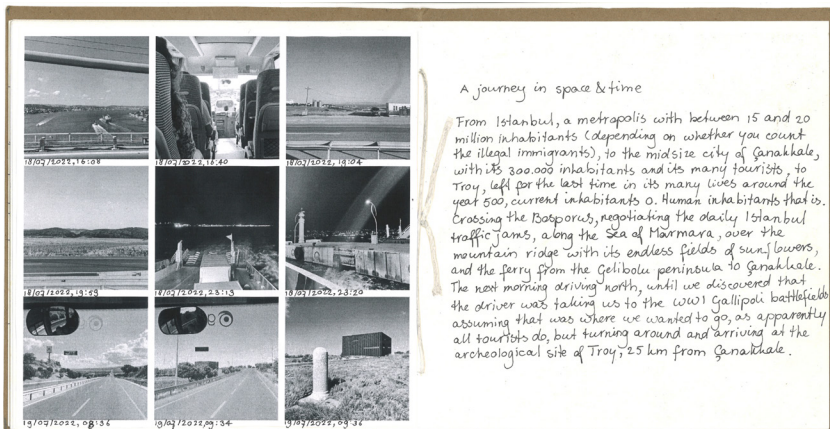 18/07/2022, 16:08
18/07/2022, 16:40
18/07/2022, 19:04
18/07/2022, 19:59
18/07/2022, 23:13
18/07/2022, 23:20
19/07/2022, 08:36
19/07/2022, 09:34
19/07/2022, 09:36
A journey in space & time
From Istanbul, a metropolis with between 15 and 20
million inhabitants (depending on whether you count
the illegal immigrants), to the midsize city of Çanakhale,
with its 300.000 inhabitants and its many tourists, to
Troy, left for the last time in its many lives around the
year 500, current inhabitants 0. Human inhabitants that is.
Crossing the Bosporus, negotiating the daily Istanbul
traffic jams, along the Sea of Marmara, over the
mountain ridge with its endless fields of sunflowers,
and the ferry from the Gelibolu peninsula to Çanakkale.
The next morning driving north, until we discovered that
the driver was taking us to the WW1 Gallipoli battlefields
assuming that was where we wanted to go, as apparently
all tourists do, but turning around and arriving at the
archeological site of Troy, 25 km from Çanakkale.